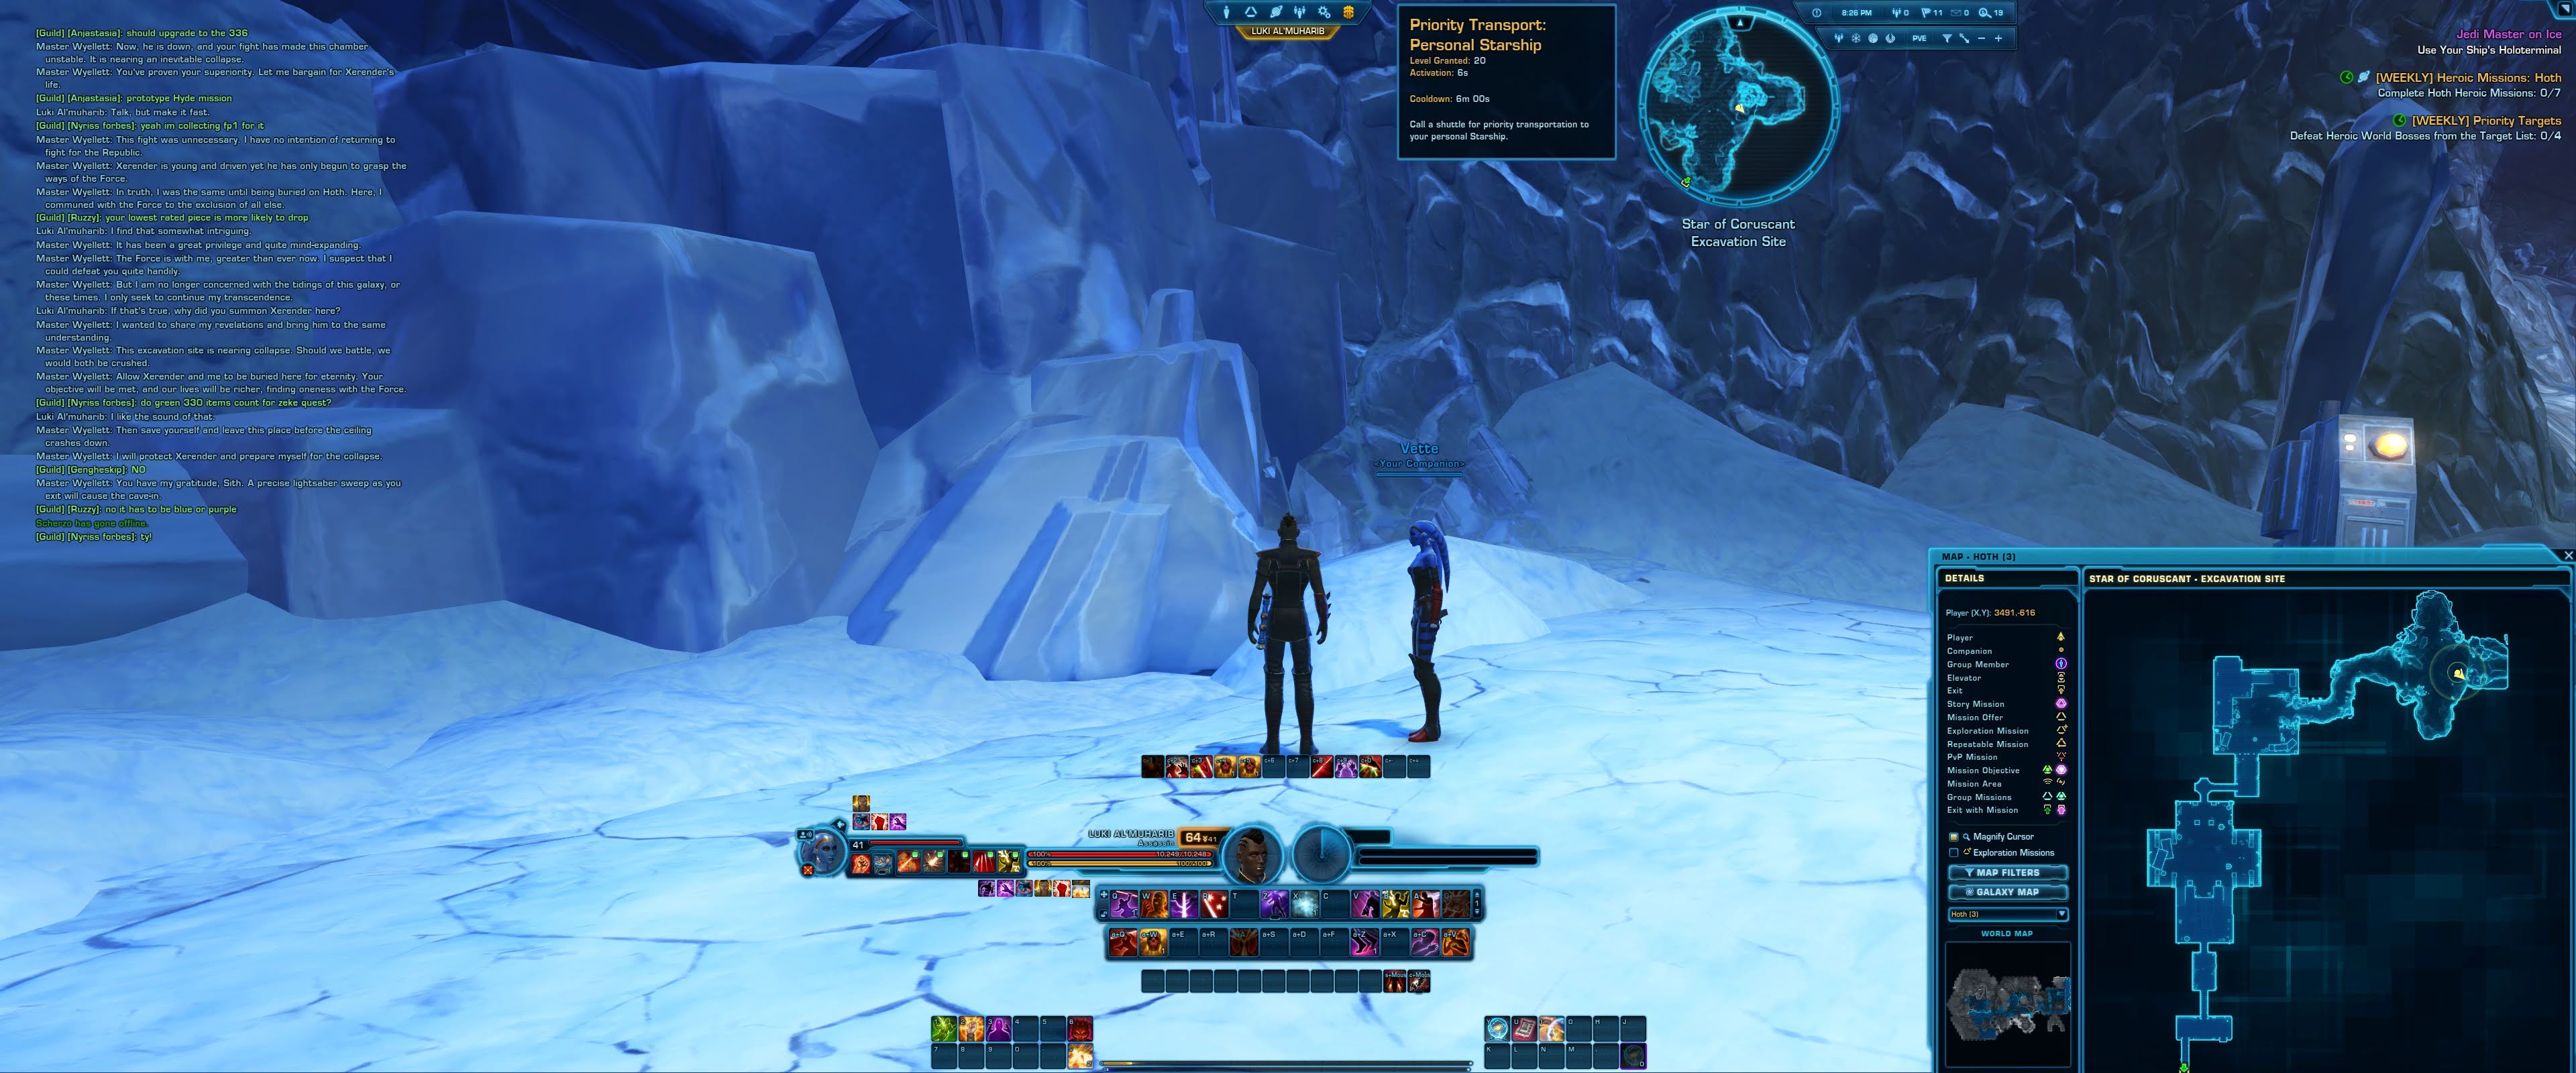 [Guild] [Anjastasia]: should upgrade to the 336
Master Wyellett: Now, he is down, and your fight has made this chamber
unstable. It is nearing an inevitable collapse.
Master Wyellett: You've proven your superiority. Let me bargain for Xerender's
life.
[Guild] [Anjastasia]: prototype Hyde mission
Luki Al'muharib: Talk, but make it fast.
[Guild] [Nyriss forbes]: yeah im collecting fp1 for it
Master Wyellett: This fight was unnecessary. I have no intention of returning to
fight for the Republic.
Master Wyellett: Xerender is young and driven yet he has only begun to grasp the
ways of the Force.
Master Wyellett: In truth, I was the same until being buried on Hoth. Here, I
communed with the Force to the exclusion of all else.
[Guild] [Ruzzy]: your lowest rated piece is more likely to drop
Luki Al'muharib: I find that somewhat intriguing.
Master Wyellett: It has been a great privilege and quite mind-expanding.
Master Wyellett: The Force is with me, greater than ever now. I suspect that I
could defeat you quite handily.
Master Wyellett: But I am no longer concerned with the tidings of this galaxy, or
these times. I only seek to continue my transcendence.
Luki Al'muharib: If that's true, why did you summon Xerender here?
Master Wyellett: I wanted to share my revelations and bring him to the same
understanding.
Master Wyellett: This excavation site is nearing collapse. Should we battle, we
would both be crushed.
Master Wyellett: Allow Xerender and me to be buried here for eternity. Your
objective will be met, and our lives will be richer, finding oneness with the Force.
[Guild] [Nyriss forbes]: do green 330 items count for zeke quest?
Luki Al'muharib: I like the sound of that.
Master Wyellett: Then save yourself and leave this place before the ceiling
crashes down.
Master Wyellett: I will protect Xerender and prepare myself for the collapse.
[Guild] [Gengheskip]: NO
Master Wyellett: You have my gratitude, Sith. A precise lightsaber sweep as you
exit will cause the cave-in.
[Guild] [Ruzzy]: no it has to be blue or purple
Scherzo has gone offline.
[Guild] [Nyriss forbes]: ty!
LUKI AL'MUHARIB
Priority Transport:
Personal Starship
Level Granted: 20
Activation: 6s
Cooldown: 6m 00s
Call a shuttle for priority transportation to
your personal Starship.
8:26 PM 0 11 0 19
PVE
Star of Coruscant
Excavation Site
Jedi Master on Ice
Use Your Ship's Holoterminal
[WEEKLY] Heroic Missions: Hoth
Complete Hoth Heroic Missions: 0/7
[WEEKLY] Priority Targets
Defeat Heroic World Bosses from the Target List: 0/4
Vette
<Your Companion>
MAP - HOTH (3)
DETAILS
STAR OF CORUSCANT - EXCAVATION SITE
Player (X,Y): 3491,-616
Player
Companion
Group Member
Elevator
Exit
Story Mission
Mission Offer
Exploration Mission
Repeatable Mission
PvP Mission
Mission Objective
Mission Area
Group Missions
Exit with Mission
Magnify Cursor
Exploration Missions
MAP FILTERS
GALAXY MAP
Hoth (3)
WORLD MAP
41
LUKI AL'MUHARIB
Assassin
64 41
100% 10,249/10,248
100% 100/100
Q W E R T Z X C V A
a+Q a+W a+E a+R a+S a+D a+F a+Z a+X a+C a+V
4 5
7 8 9 0
U O H J
K L N M